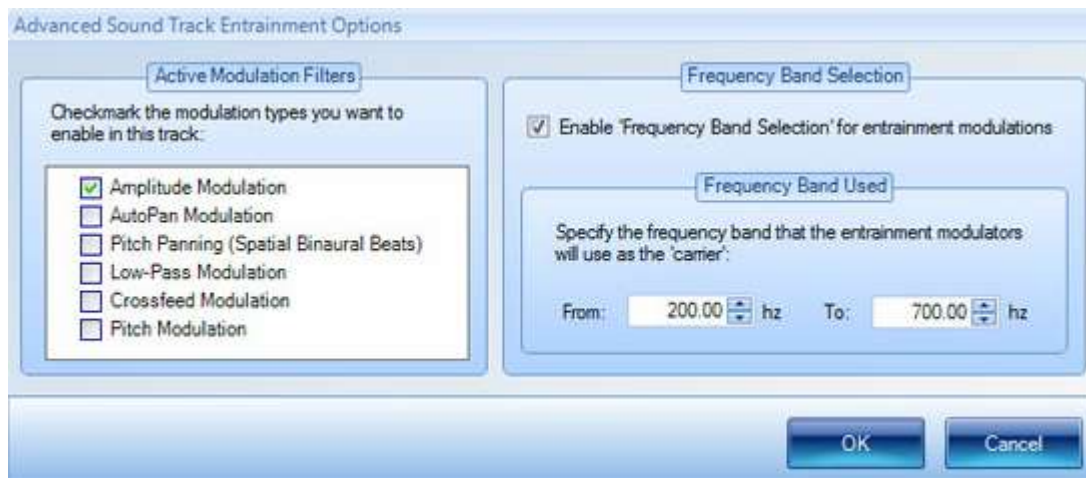 Advanced Sound Track Entrainment Options
Active Modulation Filters
Checkmark the modulation types you want to
enable in this track:
Amplitude Modulation
AutoPan Modulation
Pitch Panning (Spatial Binaural Beats)
Low-Pass Modulation
Crossfeed Modulation
Pitch Modulation
Frequency Band Selection
Enable 'Frequency Band Selection' for entrainment modulations
Frequency Band Used
Specify the frequency band that the entrainment modulators
will use as the 'carrier':
From: 200.00 hz To: 700.00 hz
OK Cancel